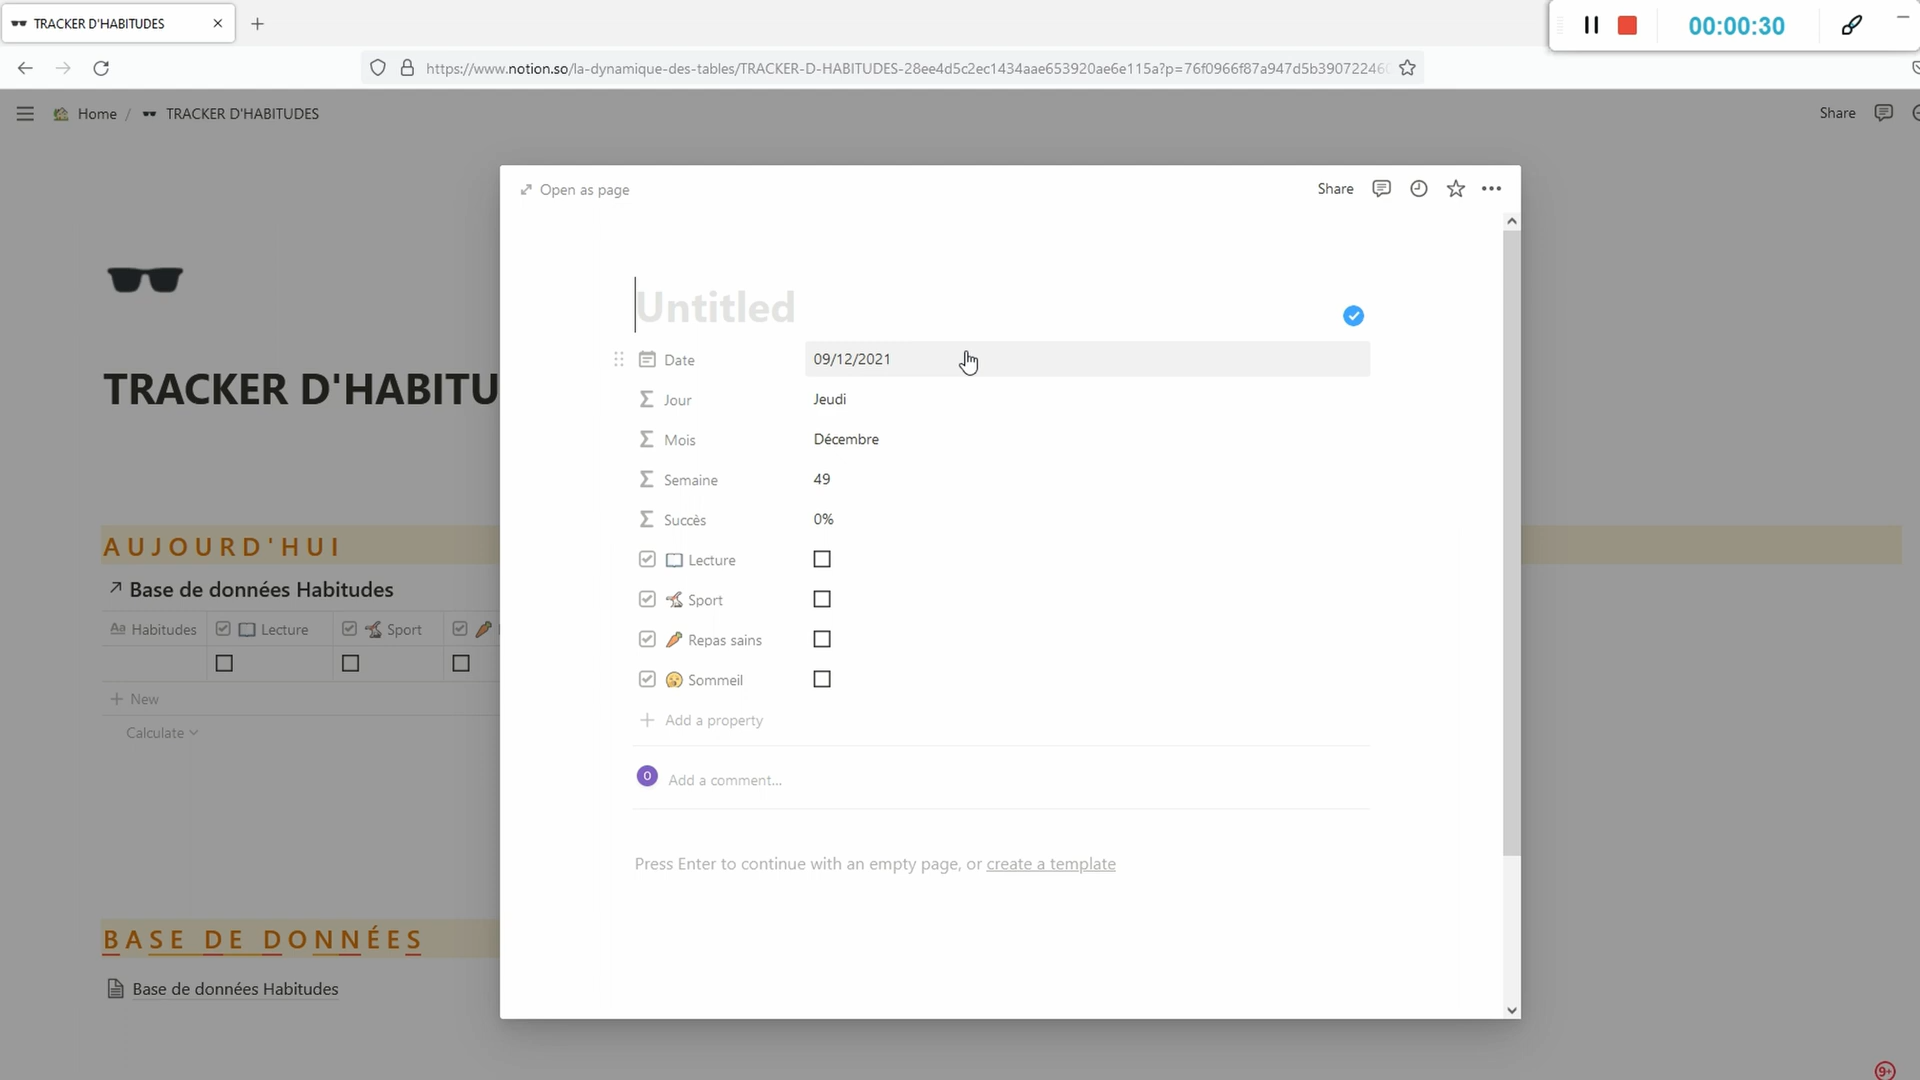 TRACKER D'HABITUDES
00:00:30
https://www.notion.so/la-dynamique-des-tables/TRACKER-D-HABITUDES-28ee4d5c2ec1434aae653920ae6e115a?p=76f0966f87a947d5b390722460
Home / TRACKER D'HABITUDES
Share
Open as page
Share
Untitled
Date 09/12/2021
Jour Jeudi
Mois Décembre
Semaine 49
Succès 0%
Lecture
Sport
Repas sains
Sommeil
Add a property
O Add a comment...
Press Enter to continue with an empty page, or create a template
TRACKER D'HABITU
AUJOURD'HUI
Base de données Habitudes
Aa Habitudes Lecture Sport
New
Calculate
BASE DE DONNÉES
Base de données Habitudes
9+